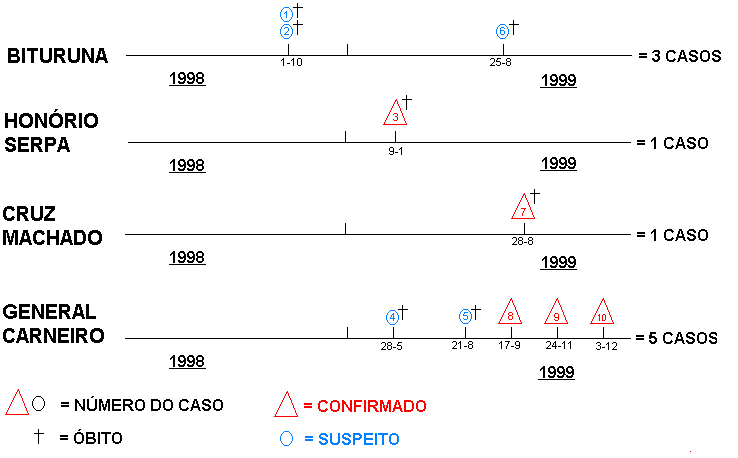 1 †
2 † 6 †
BITURUNA = 3 CASOS
1-10 25-8
1998 1999
3 †
HONÓRIO
SERPA = 1 CASO
9-1
1998 1999
7 †
CRUZ
MACHADO = 1 CASO
28-8
1998 1999
GENERAL
CARNEIRO = 5 CASOS
4 † 5 † 8 9 10
28-5 21-8 17-9 24-11 3-12
1998 1999
= NÚMERO DO CASO = CONFIRMADO
† = ÓBITO = SUSPEITO